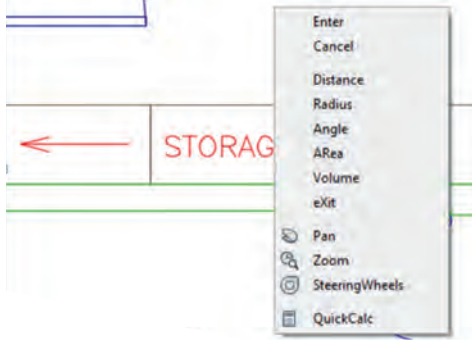 Enter
Cancel
Distance
Radius
Angle
ARea
Volume
eXit
Pan
Zoom
SteeringWheels
QuickCalc
STORAG